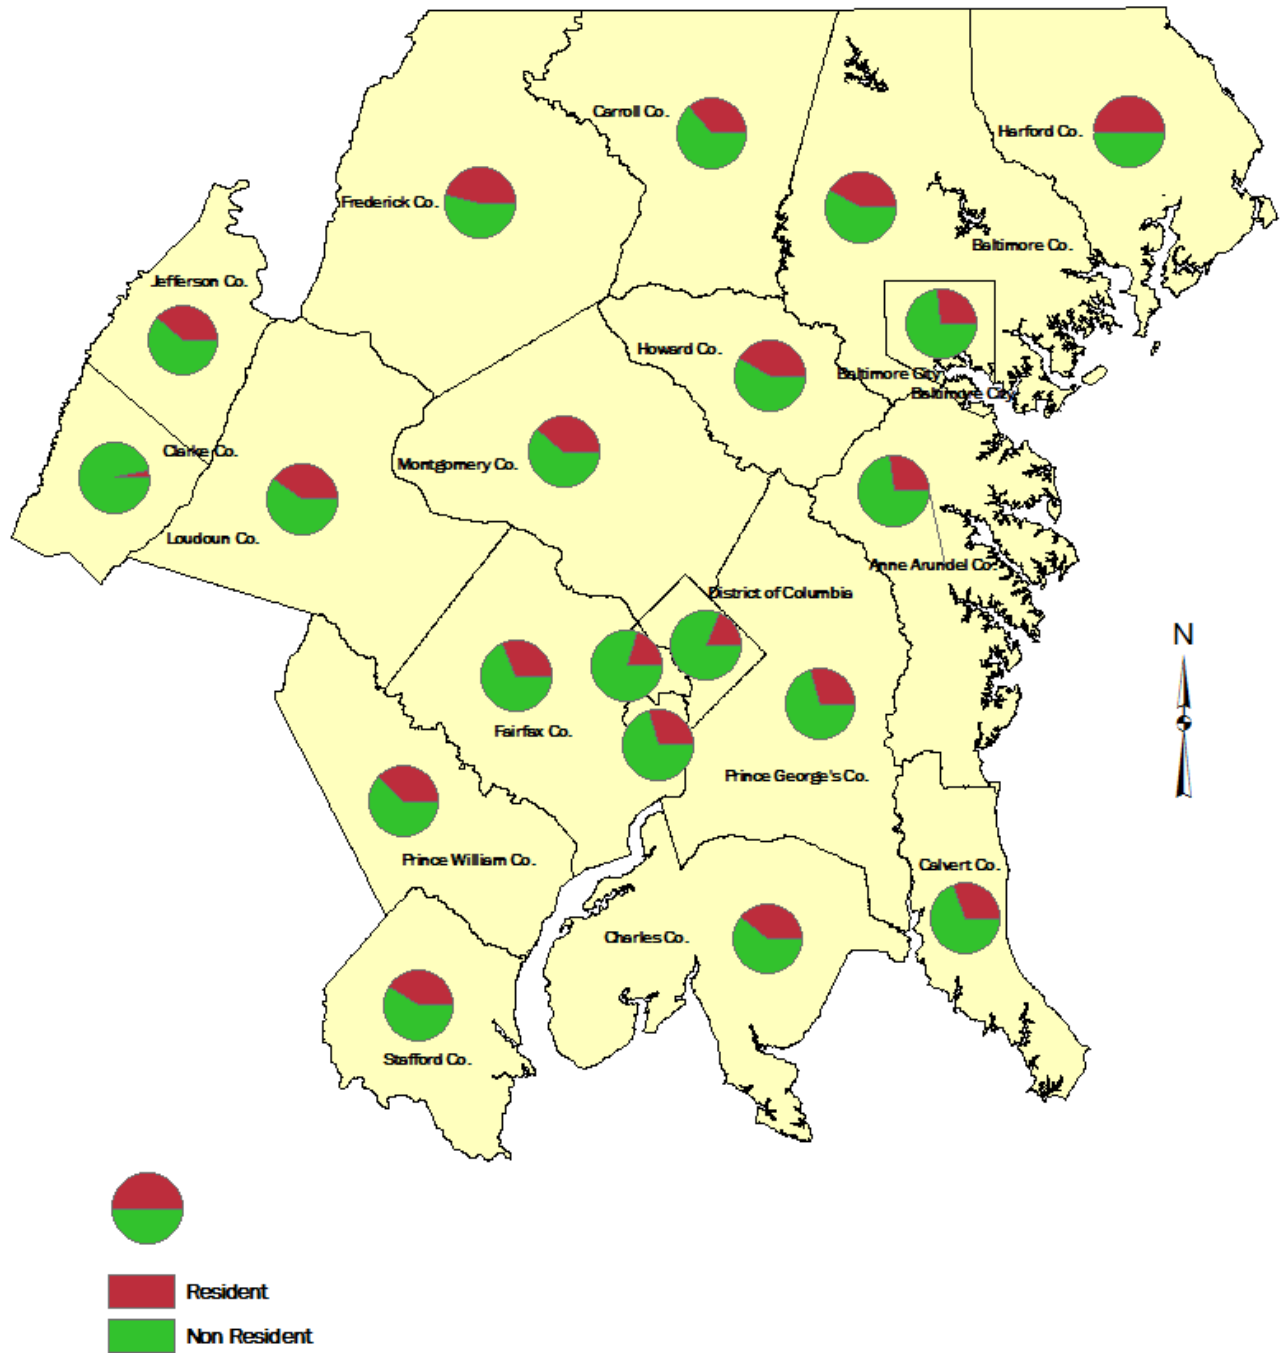 Carroll Co.
Harford Co.
Frederick Co.
Baltimore Co.
Jefferson Co.
Howard Co.
Baltimore City
Baltimore City
Clarke Co.
Montgomery Co.
Loudoun Co.
Anne Arundel Co.
District of Columbia
N
Fairfax Co.
Prince George's Co.
Prince William Co.
Calvert Co.
Charles Co.
Stafford Co.
Resident
Non Resident